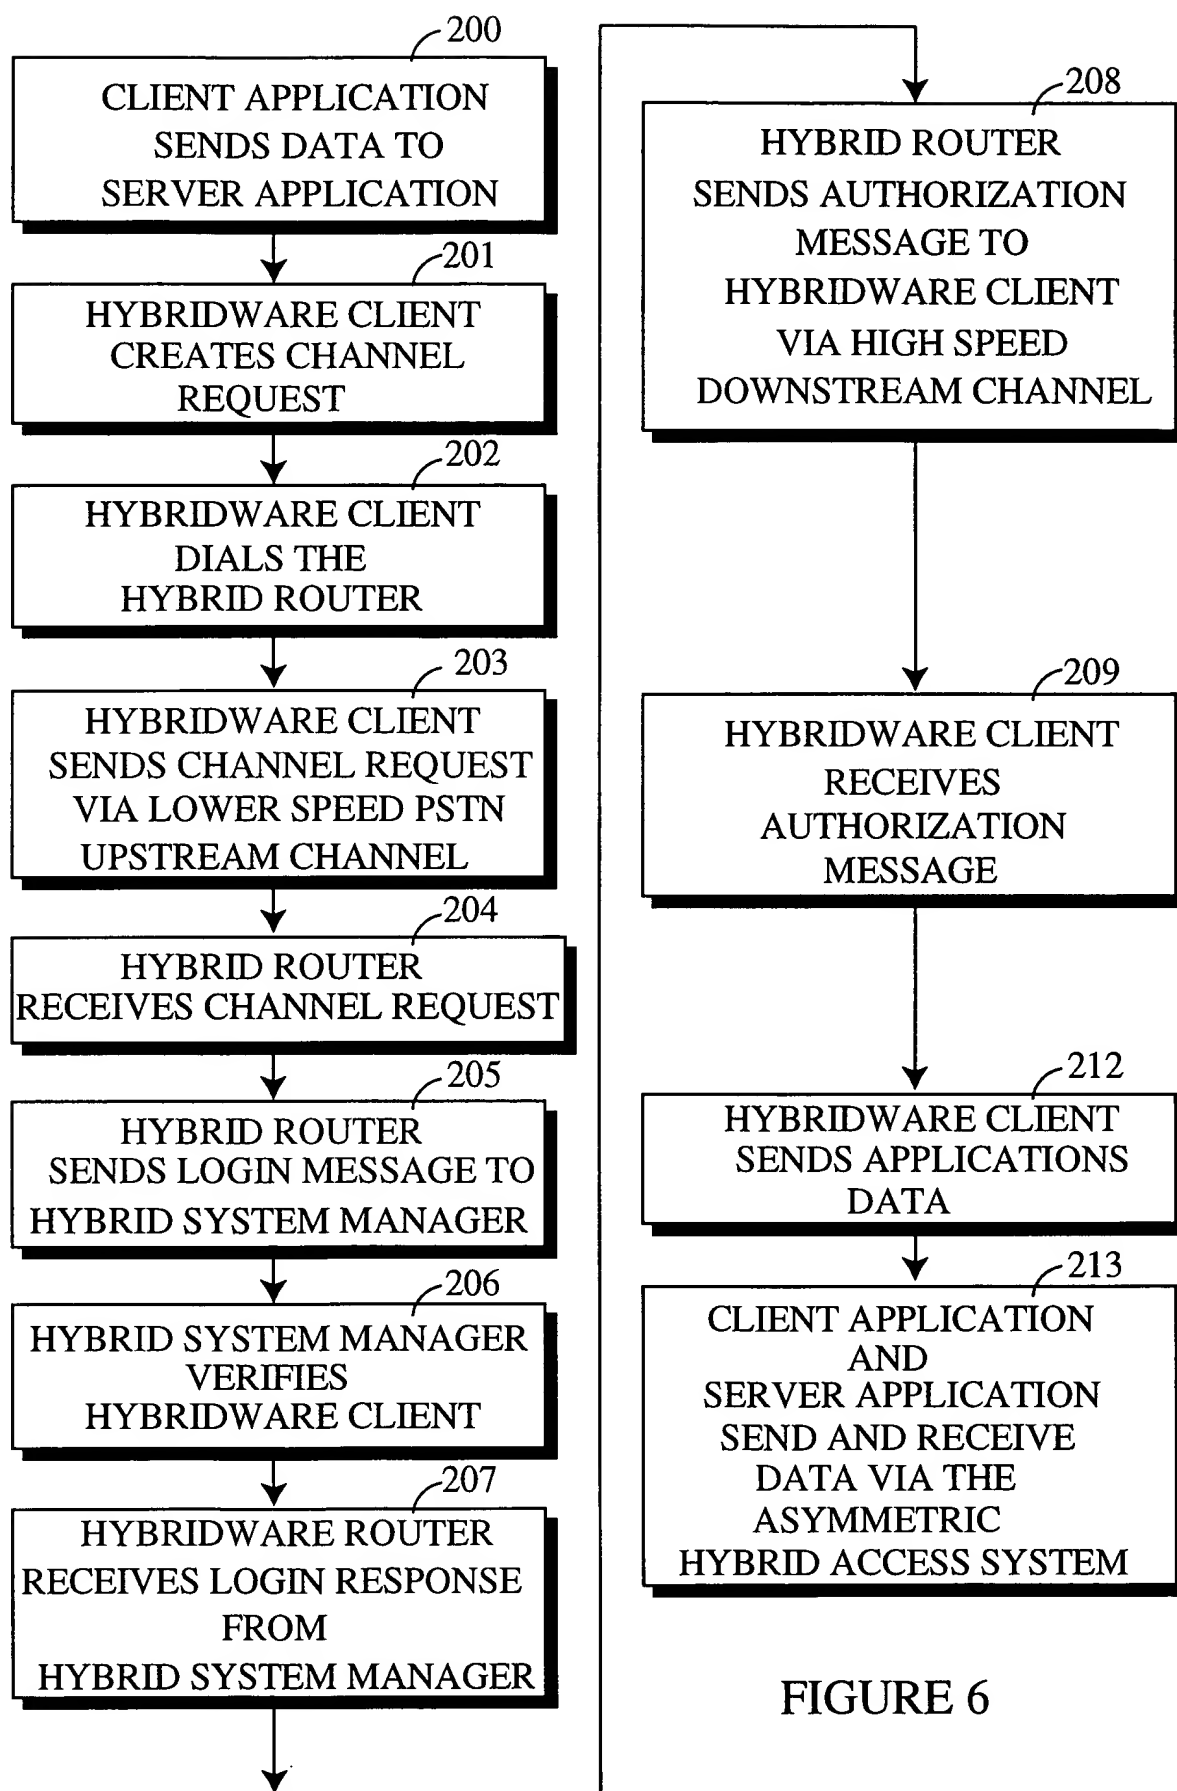 200
CLIENT APPLICATION
SENDS DATA TO
SERVER APPLICATION
201
HYBRIDWARE CLIENT
CREATES CHANNEL
REQUEST
202
HYBRIDWARE CLIENT
DIALS THE
HYBRID ROUTER
203
HYBRIDWARE CLIENT
SENDS CHANNEL REQUEST
VIA LOWER SPEED PSTN
UPSTREAM CHANNEL
204
HYBRID ROUTER
RECEIVES CHANNEL REQUEST
205
HYBRID ROUTER
SENDS LOGIN MESSAGE TO
HYBRID SYSTEM MANAGER
206
HYBRID SYSTEM MANAGER
VERIFIES
HYBRIDWARE CLIENT
207
HYBRIDWARE ROUTER
RECEIVES LOGIN RESPONSE
FROM
HYBRID SYSTEM MANAGER
208
HYBRID ROUTER
SENDS AUTHORIZATION
MESSAGE TO
HYBRIDWARE CLIENT
VIA HIGH SPEED
DOWNSTREAM CHANNEL
209
HYBRIDWARE CLIENT
RECEIVES
AUTHORIZATION
MESSAGE
212
HYBRIDWARE CLIENT
SENDS APPLICATIONS
DATA
213
CLIENT APPLICATION
AND
SERVER APPLICATION
SEND AND RECEIVE
DATA VIA THE
ASYMMETRIC
HYBRID ACCESS SYSTEM
FIGURE 6